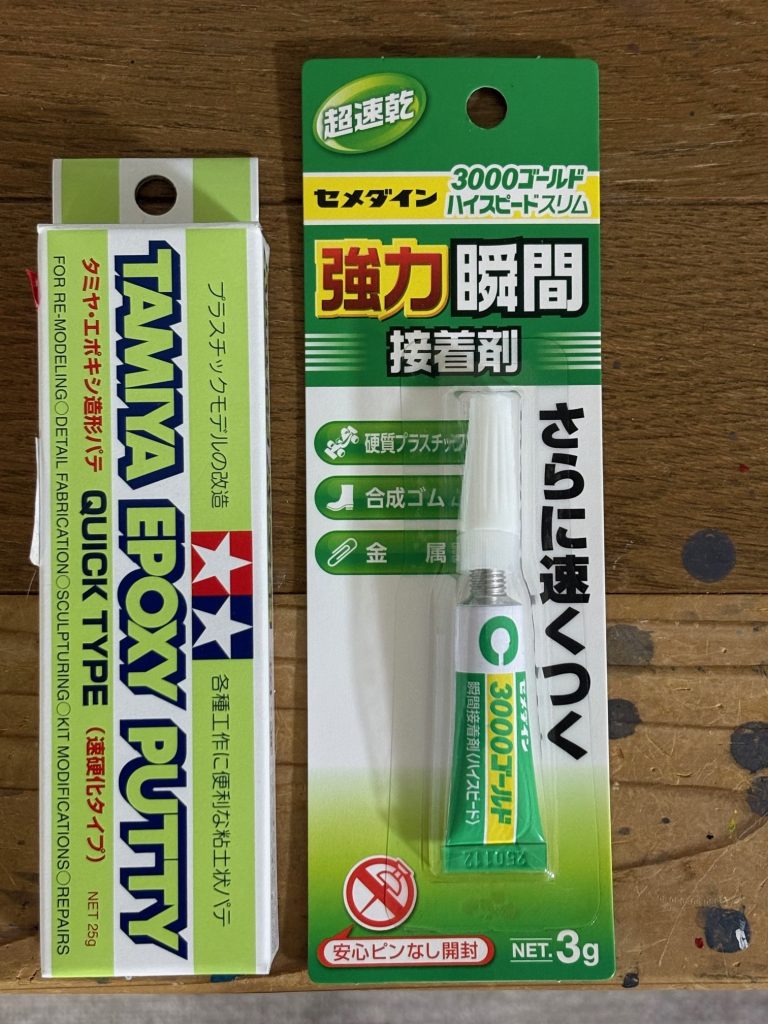 プラスチックモデルの改造
各種工作に便利な粘土状パテ
TAMIYA EPOXY PUTTY
タミヤ・エポキシ造形パテ QUICK TYPE (速硬化タイプ) NET 25g
FOR RE-MODELING○DETAIL FABRICATION○SCULPTURING○KIT MODIFICATIONS○REPAIRS
超速乾
セメダイン
3000ゴールド
ハイスピードスリム
強力瞬間
接着剤
硬質プラスチック
合成ゴム
金属
さらに速くつく
C
セメダイン
3000ゴールド
瞬間接着剤〈ハイスピード〉
250112
安心ピンなし開封
NET. 3g